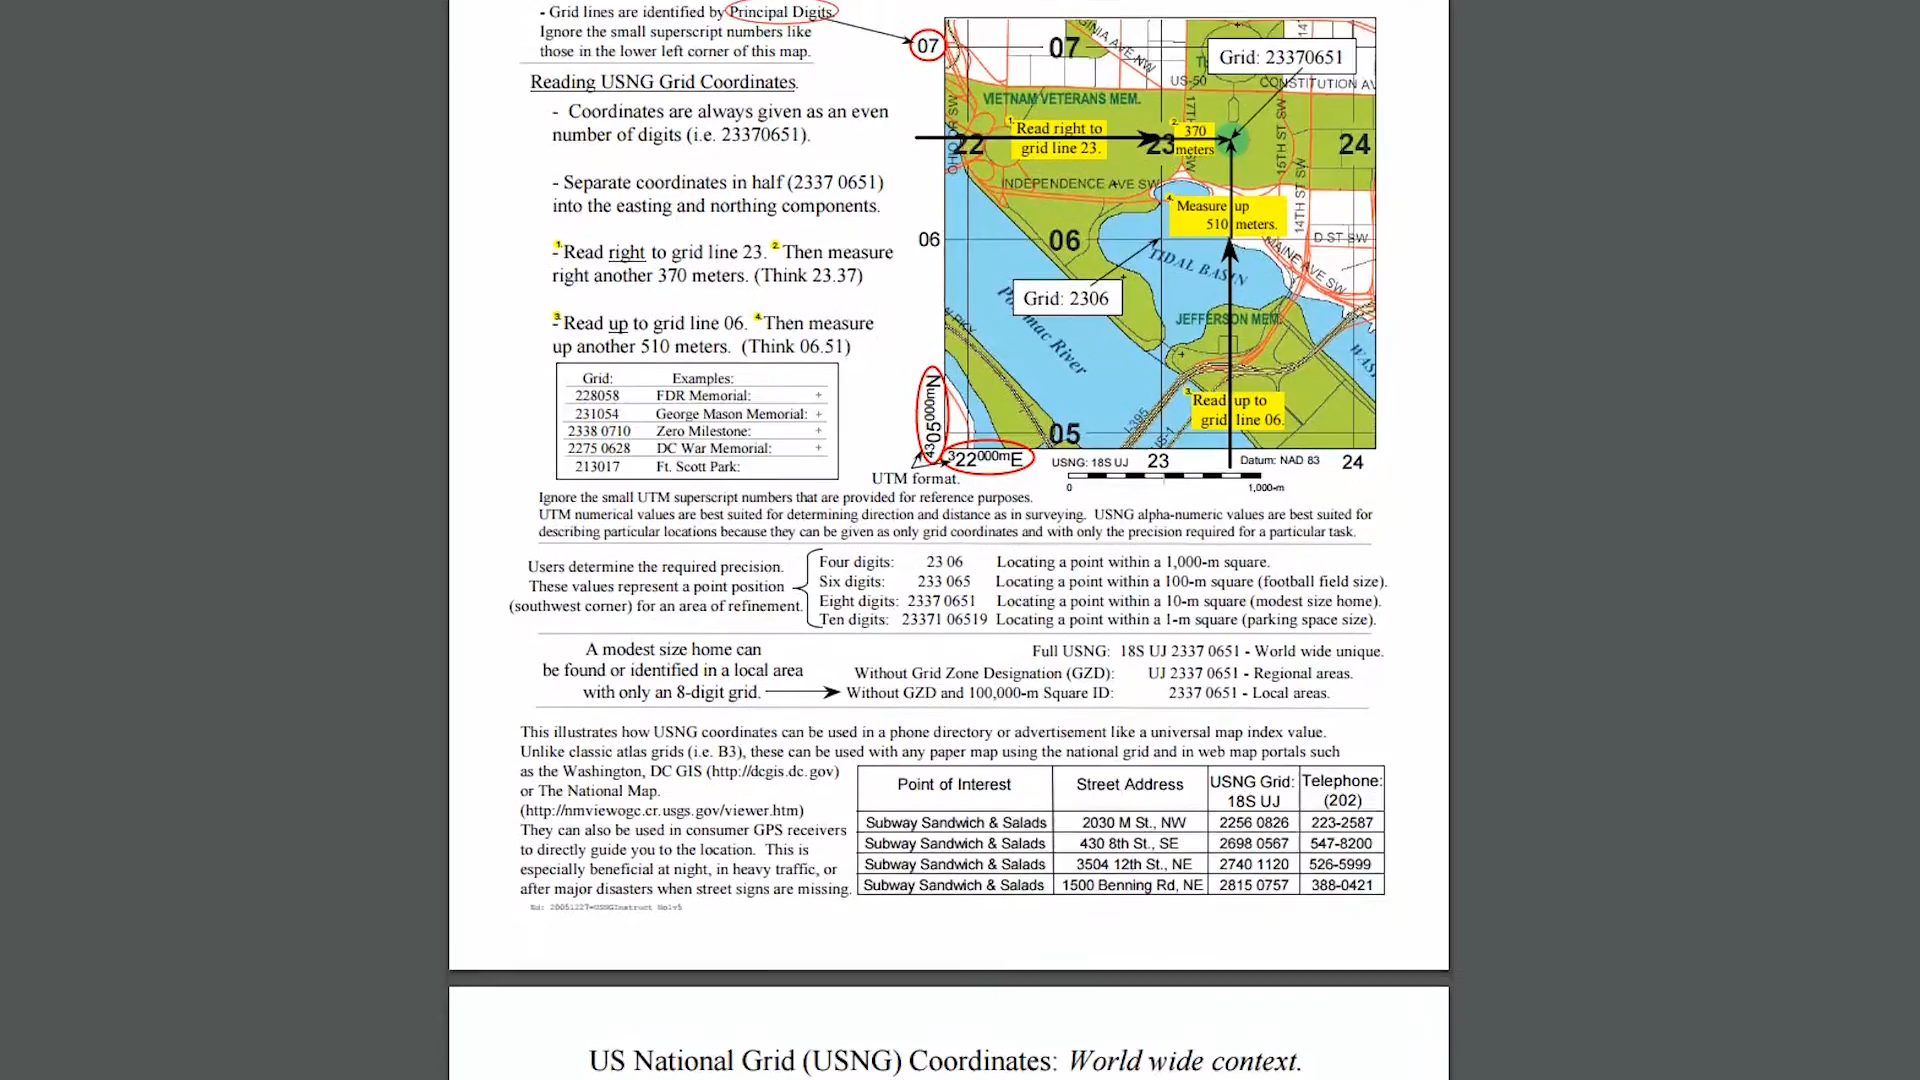 - Grid lines are identified by Principal Digits.
Ignore the small superscript numbers like
those in the lower left corner of this map.
Reading USNG Grid Coordinates.
- Coordinates are always given as an even
number of digits (i.e. 23370651).
- Separate coordinates in half (2337 0651)
into the easting and northing components.
1. - Read right to grid line 23. 2. Then measure
right another 370 meters. (Think 23.37)
3. - Read up to grid line 06. 4. Then measure
up another 510 meters. (Think 06.51)
Grid: Examples:
228058 FDR Memorial: +
231054 George Mason Memorial: +
2338 0710 Zero Milestone: +
2275 0628 DC War Memorial: +
213017 Ft. Scott Park:
07
07
Grid: 23370651
14
US-50
CONSTITUTION AV
VIETNAM VETERANS MEM.
17TH
15TH ST SW
14TH ST SW
1. Read right to
grid line 23.
22
23
2. 370
meters
24
INDEPENDENCE AVE SW
4. Measure up
510 meters.
06
06
D ST SW
MAINE AVE SW
TIDAL BASIN
Grid: 2306
Potomac River
JEFFERSON MEM.
3. Read up to
grid line 06.
I-395
US-1
05
4305000mN
322000mE
USNG: 18S UJ
23
Datum: NAD 83
24
UTM format.
0
1,000-m
Ignore the small UTM superscript numbers that are provided for reference purposes.
UTM numerical values are best suited for determining direction and distance as in surveying. USNG alpha-numeric values are best suited for
describing particular locations because they can be given as only grid coordinates and with only the precision required for a particular task.
Users determine the required precision.
These values represent a point position
(southwest corner) for an area of refinement.
Four digits: 23 06 Locating a point within a 1,000-m square.
Six digits: 233 065 Locating a point within a 100-m square (football field size).
Eight digits: 2337 0651 Locating a point within a 10-m square (modest size home).
Ten digits: 23371 06519 Locating a point within a 1-m square (parking space size).
A modest size home can
be found or identified in a local area
with only an 8-digit grid.
Full USNG: 18S UJ 2337 0651 - World wide unique.
Without Grid Zone Designation (GZD): UJ 2337 0651 - Regional areas.
Without GZD and 100,000-m Square ID: 2337 0651 - Local areas.
This illustrates how USNG coordinates can be used in a phone directory or advertisement like a universal map index value.
Unlike classic atlas grids (i.e. B3), these can be used with any paper map using the national grid and in web map portals such
as the Washington, DC GIS (http://dcgis.dc.gov)
or The National Map.
(http://nmviewogc.cr.usgs.gov/viewer.htm)
They can also be used in consumer GPS receivers
to directly guide you to the location. This is
especially beneficial at night, in heavy traffic, or
after major disasters when street signs are missing.
Point of Interest Street Address USNG Grid: 18S UJ Telephone: (202)
Subway Sandwich & Salads 2030 M St., NW 2256 0826 223-2587
Subway Sandwich & Salads 430 8th St., SE 2698 0567 547-8200
Subway Sandwich & Salads 3504 12th St., NE 2740 1120 526-5999
Subway Sandwich & Salads 1500 Benning Rd, NE 2815 0757 388-0421
US National Grid (USNG) Coordinates: World wide context.